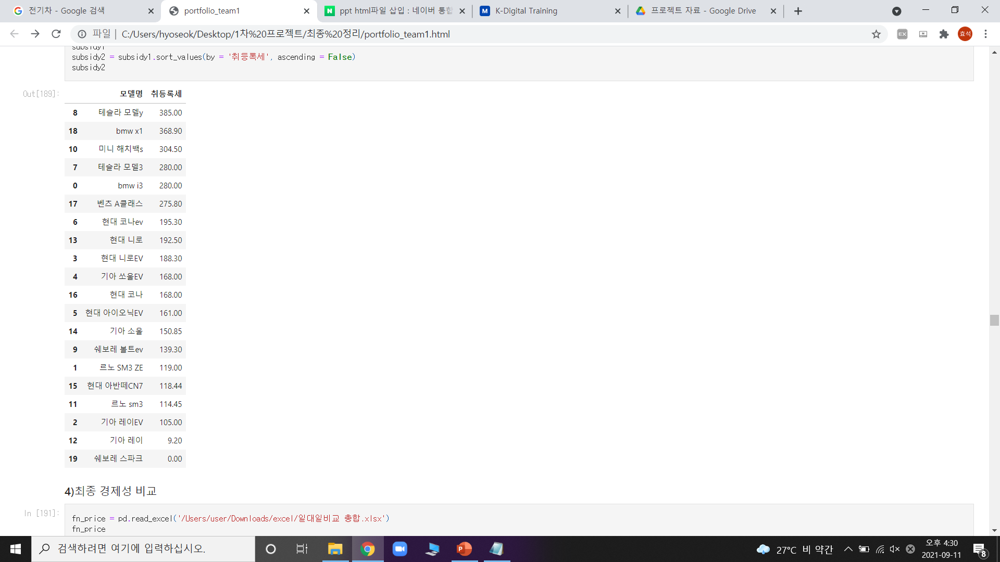 전기차 - Google 검색
portfolio_team1
ppt html파일 삽입 : 네이버 통합
K-Digital Training
프로젝트 자료 - Google Drive
파일 | C:/Users/hyoseok/Desktop/1차%20프로젝트/최종%20정리/portfolio_team1.html
EX
효석
subsidy1
subsidy2 = subsidy1.sort_values(by = '취등록세', ascending = False)
subsidy2
Out[189]:
모델명 취등록세
8 테슬라 모델y 385.00
18 bmw x1 368.90
10 미니 해치백s 304.50
7 테슬라 모델3 280.00
0 bmw i3 280.00
17 벤츠 A클래스 275.80
6 현대 코나ev 195.30
13 현대 니로 192.50
3 현대 니로EV 188.30
4 기아 쏘울EV 168.00
16 현대 코나 168.00
5 현대 아이오닉EV 161.00
14 기아 소울 150.85
9 쉐보레 볼트ev 139.30
1 르노 SM3 ZE 119.00
15 현대 아반떼CN7 118.44
11 르노 sm3 114.45
2 기아 레이EV 105.00
12 기아 레이 9.20
19 쉐보레 스파크 0.00
4)최종 경제성 비교
In [191]:
fn_price = pd.read_excel('/Users/user/Downloads/excel/일대일비교 총합.xlsx')
fn_price
검색하려면 여기에 입력하십시오.
27°C 비 약간
오후 4:30
2021-09-11
8